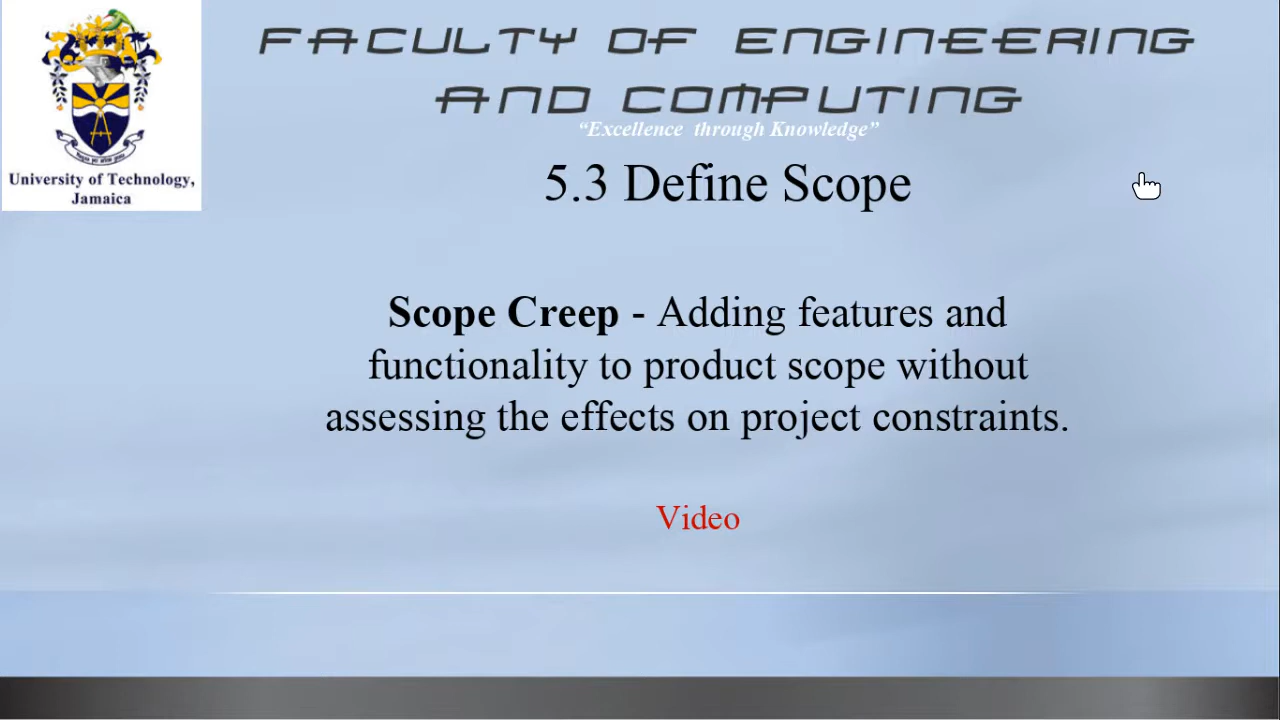 FACULTY OF ENGINEERING
AND COMPUTING
“Excellence through Knowledge”
University of Technology,
Jamaica
5.3 Define Scope
Scope Creep - Adding features and
functionality to product scope without
assessing the effects on project constraints.
Video